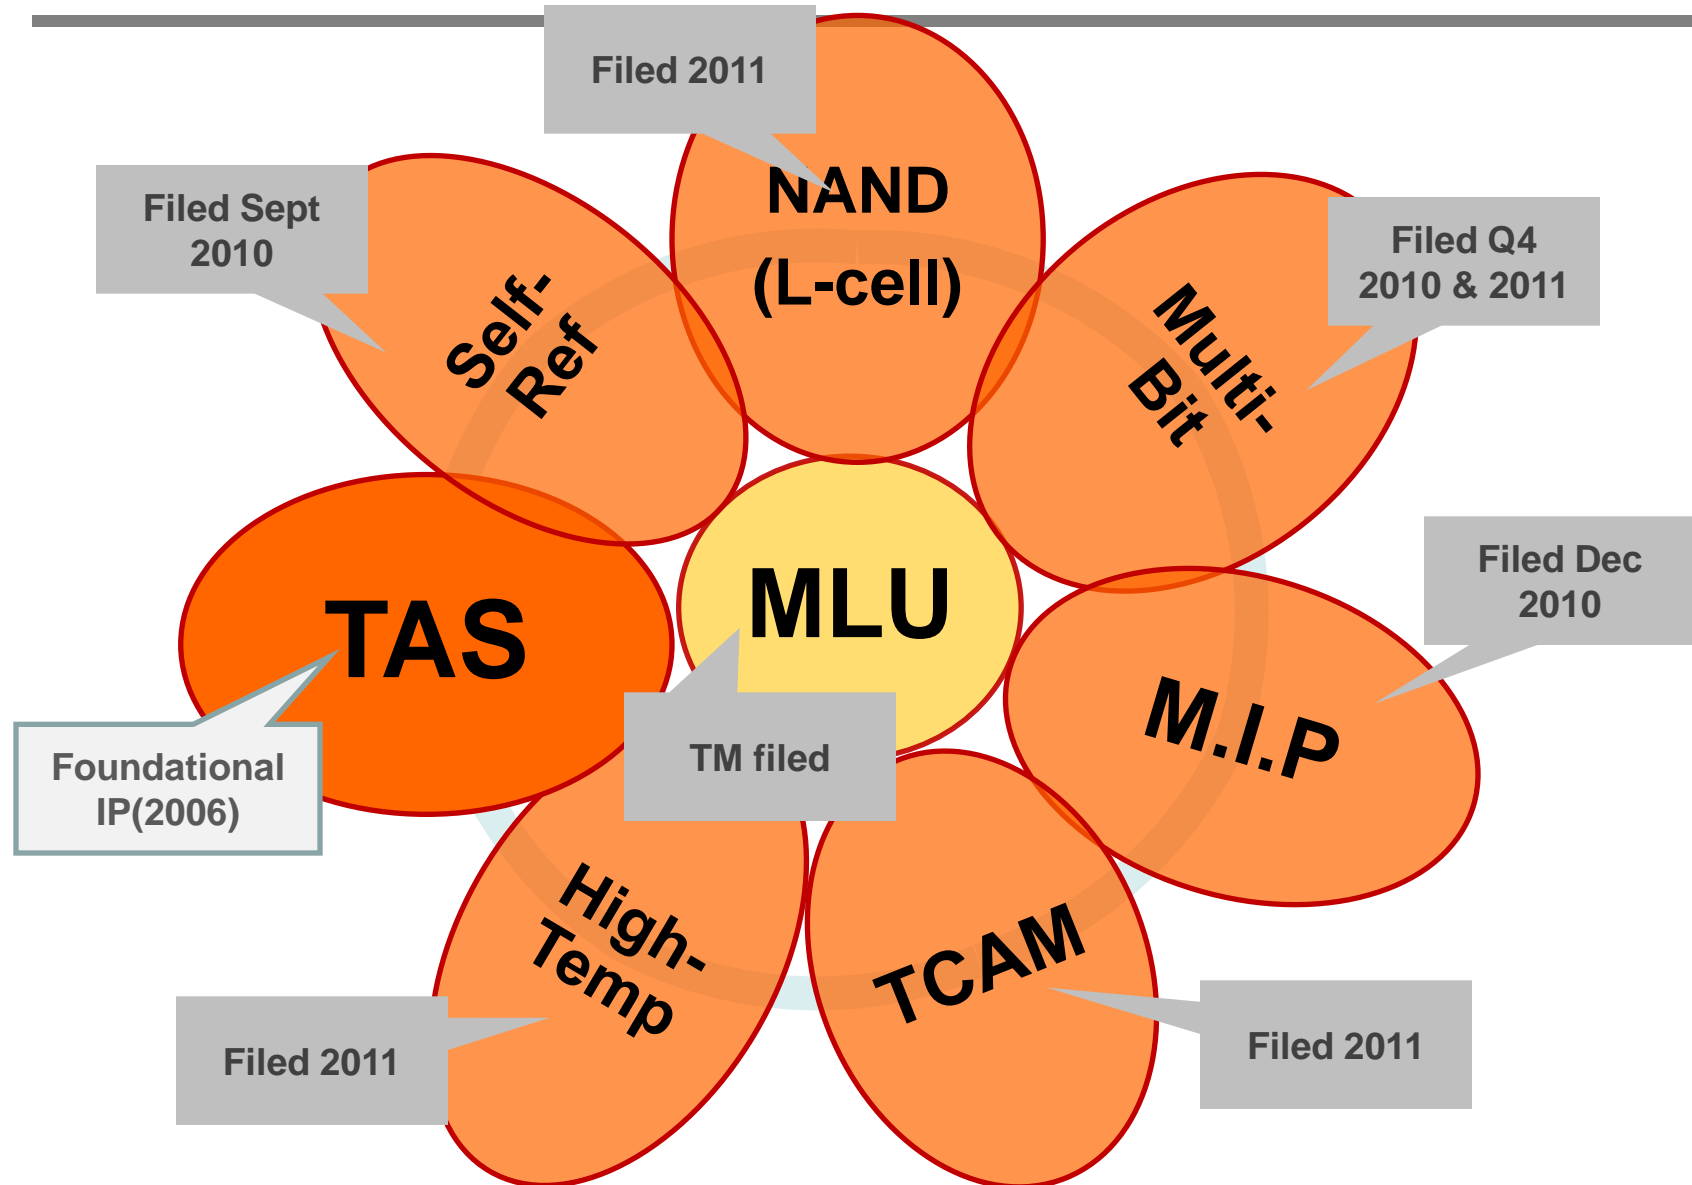 Filed 2011
NAND
(L-cell)
Filed Sept
2010
Self-
Ref
Filed Q4
2010 & 2011
Multi-
Bit
Filed Dec
2010
M.I.P
MLU
TM filed
TAS
Foundational
IP(2006)
High-
Temp
Filed 2011
TCAM
Filed 2011